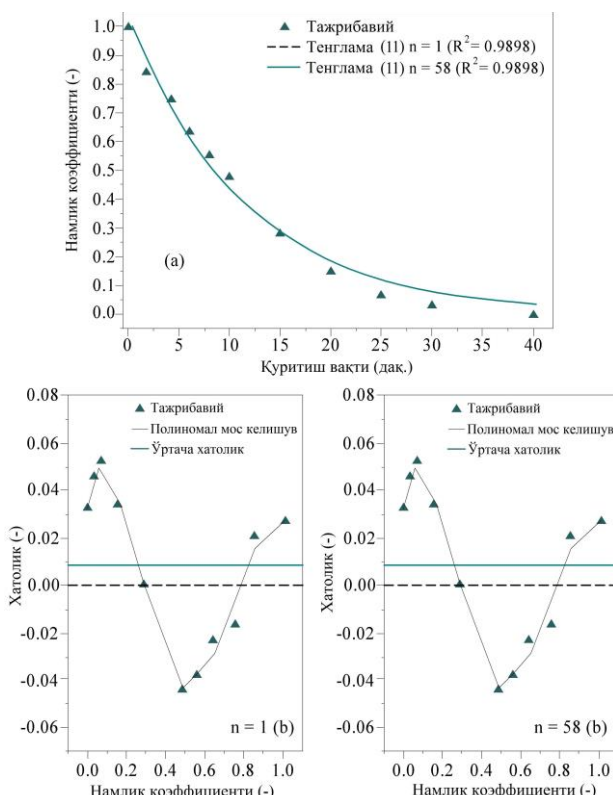 Тажрибавий
Тенглама (11) n = 1 (R²= 0.9898)
Тенглама (11) n = 58 (R²= 0.9898)
1.0
0.9
0.8
0.7
0.6
0.5
0.4
0.3
0.2
0.1
0.0
Намлик коэффициенти (-)
(a)
0 5 10 15 20 25 30 35 40
Қуритиш вақти (дақ.)
0.08
0.06
0.04
0.02
0.00
-0.02
-0.04
-0.06
Хатолик (-)
Тажрибавий
Полиномал мос келишув
Ўртача хатолик
n = 1 (b)
0.0 0.2 0.4 0.6 0.8 1.0
Намлик коэффициенти (-)
0.08
0.06
0.04
0.02
0.00
-0.02
-0.04
-0.06
Хатолик (-)
Тажрибавий
Полиномал мос келишув
Ўртача хатолик
n = 58 (b)
0.0 0.2 0.4 0.6 0.8 1.0
Намлик коэффициенти (-)